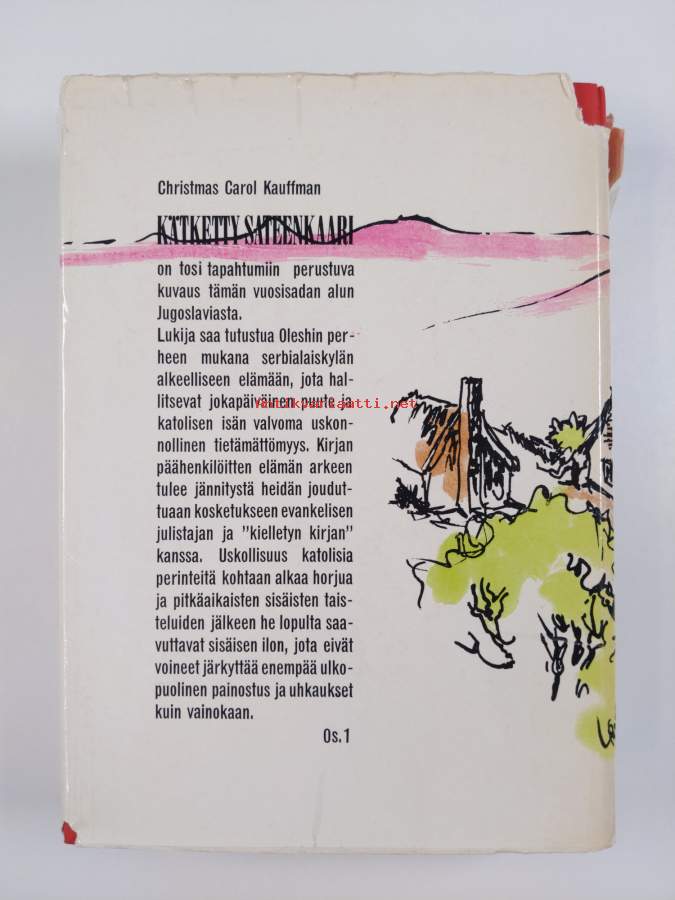 Christmas Carol Kauffman
KÄTKETTY SATEENKAARI
on tosi tapahtumiin perustuva
kuvaus tämän vuosisadan alun
Jugoslaviasta.
Lukija saa tutustua Oleshin per-
heen mukana serbialaiskylän
alkeelliseen elämään, jota hal-
litsevat jokapäiväinen puute ja
antikvariaatti.net
katolisen isän valvoma uskon-
nollinen tietämättömyys. Kirjan
päähenkilöitten elämän arkeen
tulee jännitystä heidän joudut-
tuaan kosketukseen evankelisen
julistajan ja "kielletyn kirjan"
kanssa. Uskollisuus katolisia
perinteitä kohtaan alkaa horjua
ja pitkäaikaisten sisäisten tais-
teluiden jälkeen he lopulta saa-
vuttavat sisäisen ilon, jota eivät
voineet järkyttää enempää ulko-
puolinen painostus ja uhkaukset
kuin vainokaan.
Os.1